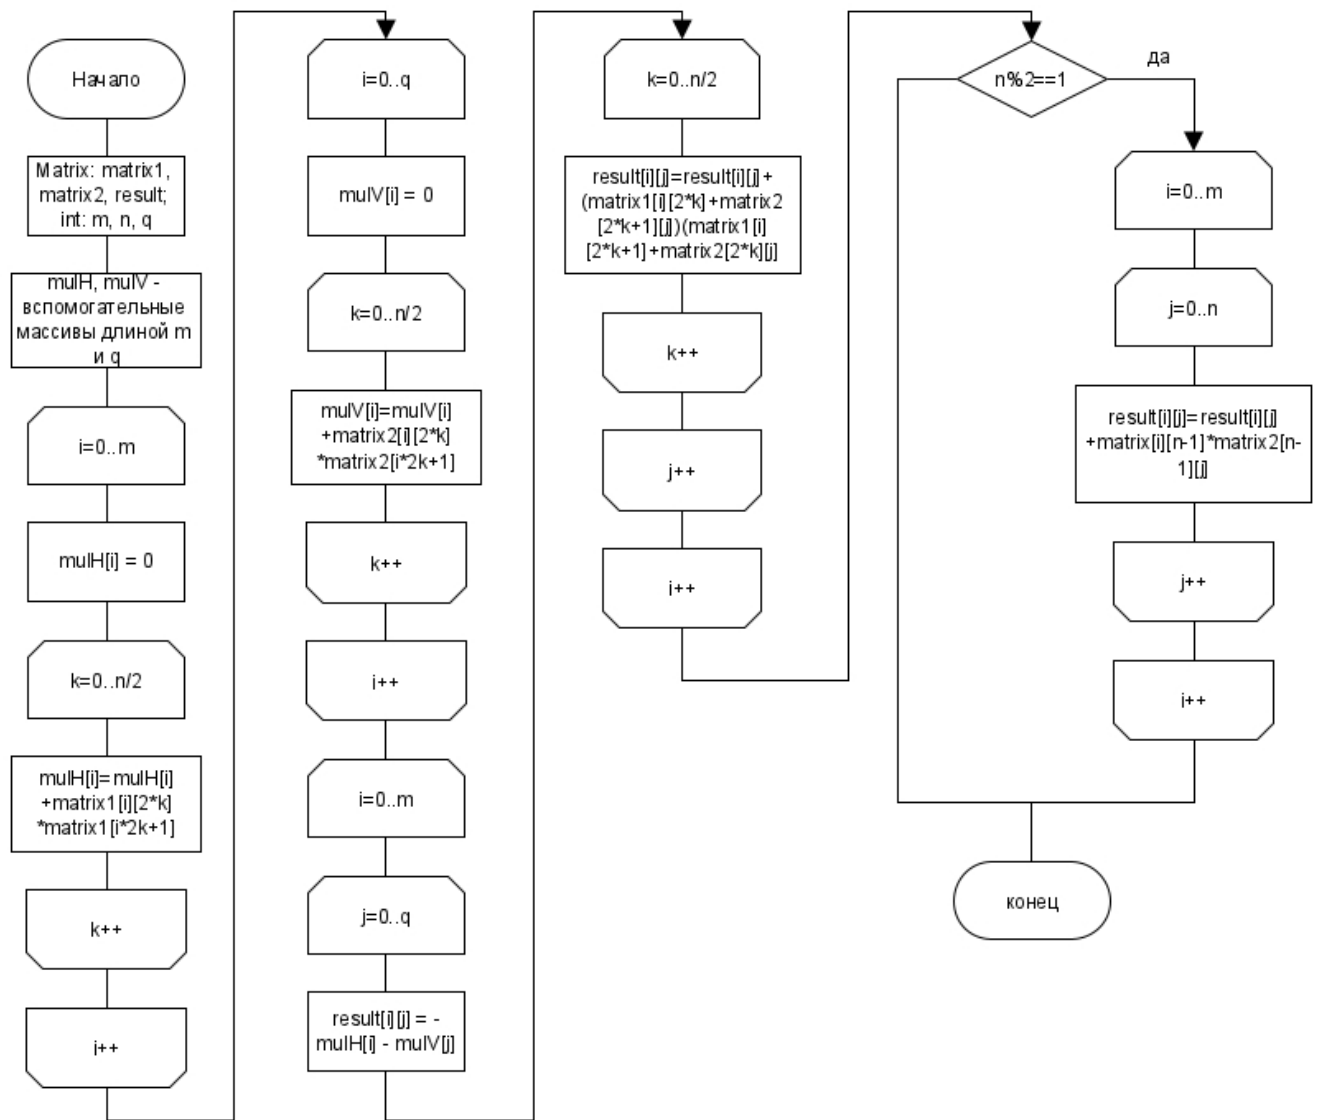 Начало
Matrix: matrix1,
matrix2, result;
int: m, n, q
mulH, mulV -
вспомогательные
массивы длиной m
и q
i=0..m
mulH[i] = 0
k=0..n/2
mulH[i]=mulH[i]
+matrix1[i][2*k]
*matrix1[i*2k+1]
k++
i++
i=0..q
mulV[i] = 0
k=0..n/2
mulV[i]=mulV[i]
+matrix2[i][2*k]
*matrix2[i*2k+1]
k++
i++
i=0..m
j=0..q
result[i][j] = -
mulH[i] - mulV[j]
k=0..n/2
result[i][j]=result[i][j]+
(matrix1[i][2*k]+matrix2
[2*k+1][j])(matrix1[i]
[2*k+1]+matrix2[2*k][j]
k++
j++
i++
n%2==1
да
i=0..m
j=0..n
result[i][j]=result[i][j]
+matrix[i][n-1]*matrix2[n-
1][j]
j++
i++
конец